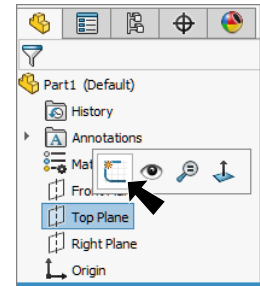 Part1 (Default)
History
Annotations
Mat
Fron
Top Plane
Right Plane
Origin